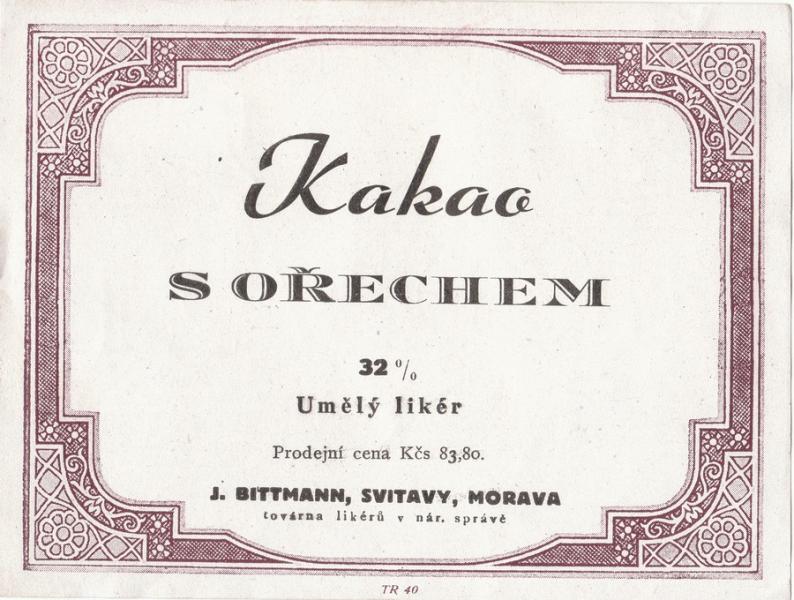 Kakao
S OŘECHEM
32 %
Umělý likér
Prodejní cena Kčs 83,80.
J. BITTMANN, SVITAVY, MORAVA
továrna likérů v nár. správě
TR 40